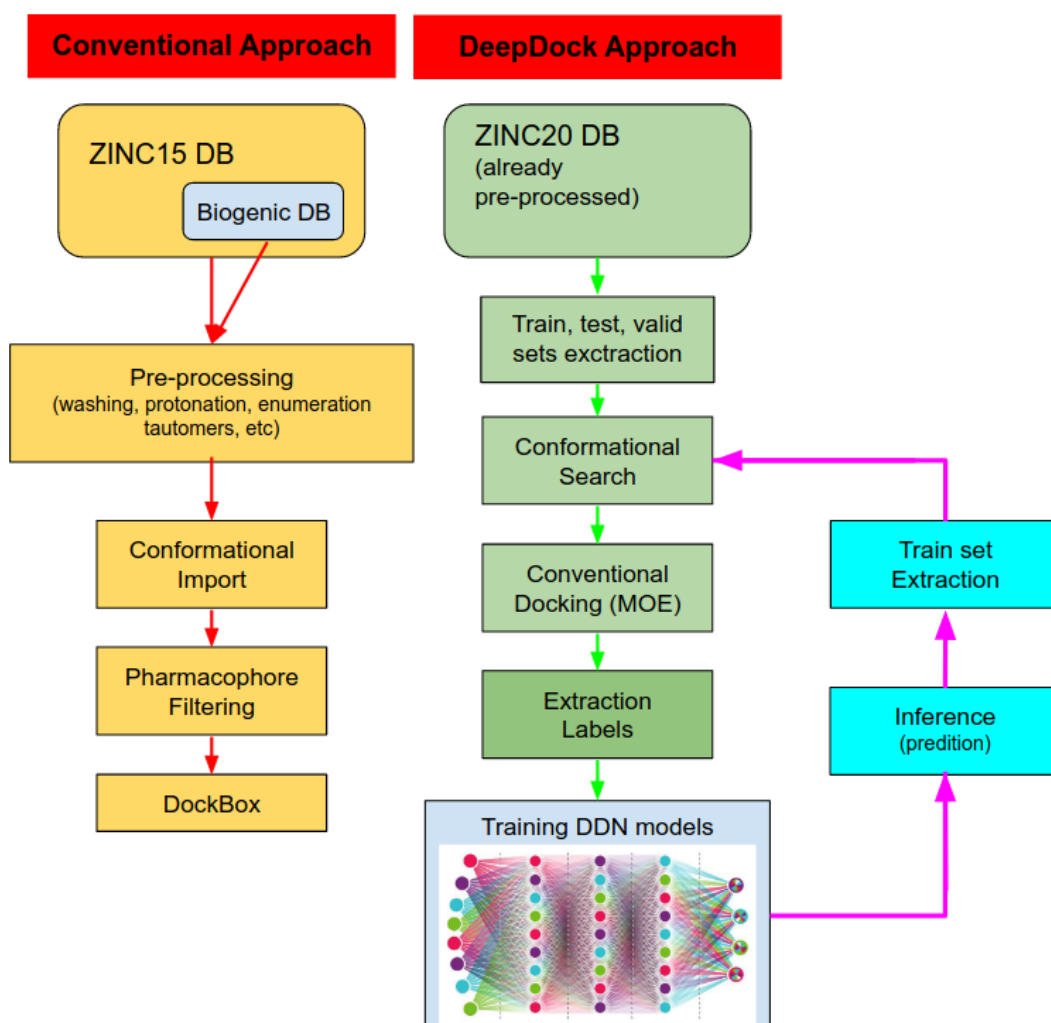 Conventional Approach
DeepDock Approach
ZINC15 DB
Biogenic DB
Pre-processing
(washing, protonation, enumeration
tautomers, etc)
Conformational
Import
Pharmacophore
Filtering
DockBox
ZINC20 DB
(already
pre-processed)
Train, test, valid
sets exctraction
Conformational
Search
Conventional
Docking (MOE)
Extraction
Labels
Training DDN models
Train set
Extraction
Inference
(predition)